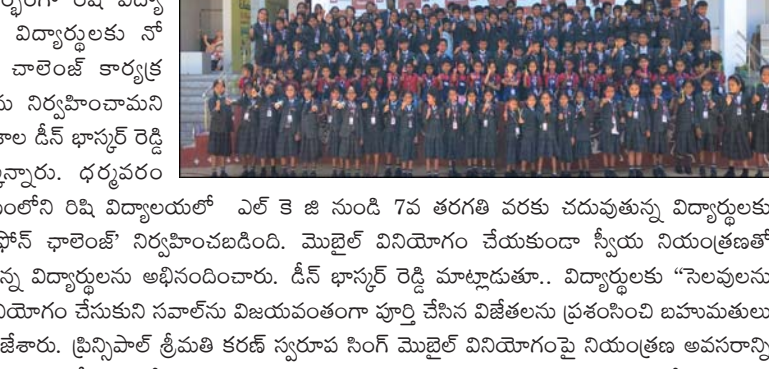 రిషి విద్యా
విద్యార్థులకు నో
చాలెంజ్ కార్యక్ర
నిర్వహించామని
డీన్ భాస్కర్ రెడ్డి
ధర్మవరం
రిషి విద్యాలయలో ఎల్ కె జి నుండి 7వ తరగతి వరకు చదువుతున్న విద్యార్థులకు
ఫోన్ ఛాలెంజ్’ నిర్వహించబడింది. మొబైల్ వినియోగం చేయకుండా స్వీయ నియంత్రణతో
విద్యార్థులను అభినందించారు. డీన్ భాస్కర్ రెడ్డి మాట్లాడుతూ.. విద్యార్థులకు “సెలవులను
చేసుకుని సవాల్‌ను విజయవంతంగా పూర్తి చేసిన విజేతలను ప్రశంసించి బహుమతులు
ప్రిన్సిపాల్ శ్రీమతి కరణ్ స్వరూప సింగ్ మొబైల్ వినియోగంపై నియంత్రణ అవసరాన్ని